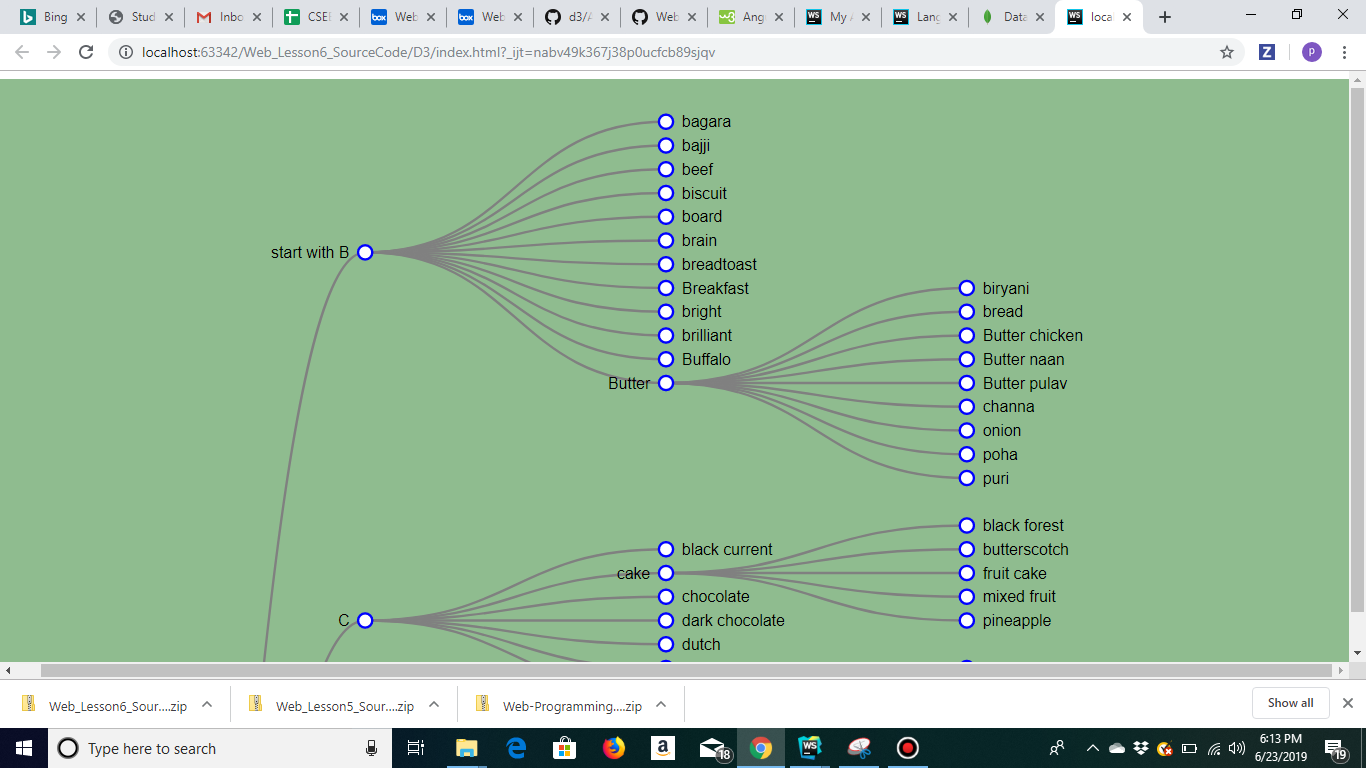 Bing
Stud
Inbo
CSEE
Web
Web
d3/
Web
Ang
My
Lang
Data
loca
localhost:63342/Web_Lesson6_SourceCode/D3/index.html?_ijt=nabv49k367j38p0ucfcb89sjqv
Z
p
bagara
bajji
beef
biscuit
start with B
board
brain
breadtoast
Breakfast
bright
brilliant
Buffalo
Butter
biryani
bread
Butter chicken
Butter naan
Butter pulav
channa
onion
poha
puri
C
black current
cake
chocolate
dark chocolate
dutch
black forest
butterscotch
fruit cake
mixed fruit
pineapple
Web_Lesson6_Sour....zip
Web_Lesson5_Sour....zip
Web-Programming....zip
Show all
Type here to search
18
6:13 PM
6/23/2019
19